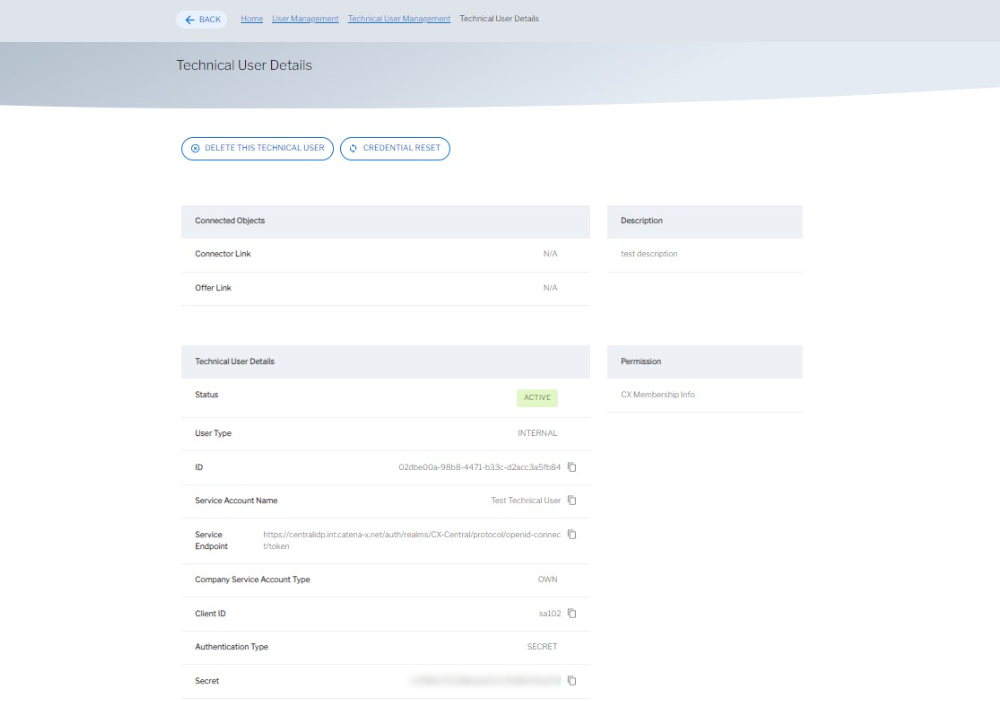 BACK Home User Management Technical User Management Technical User Details
Technical User Details
DELETE THIS TECHNICAL USER CREDENTIAL RESET
Connected Objects
Connector Link N/A
Offer Link N/A
Description
test description
Technical User Details
Status ACTIVE
User Type INTERNAL
ID 02dbe00a-98b8-4471-b33c-d2acc3a5fb84
Service Account Name Test Technical User
Service Endpoint
https://centralidp.int.catena-x.net/auth/realms/CX-Central/protocol/openid-connec
t/token
Company Service Account Type OWN
Client ID sa102
Authentication Type SECRET
Secret
Permission
CX Membership Info